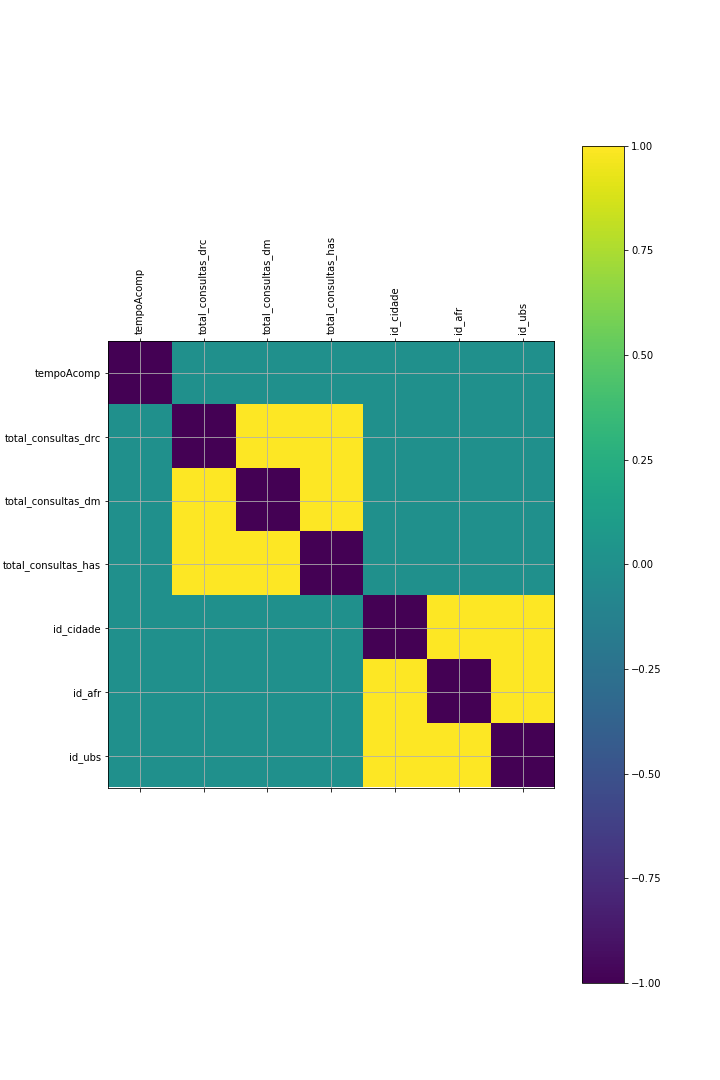 tempoAcomp
total_consultas_drc
total_consultas_dm
total_consultas_has
id_cidade
id_afr
id_ubs
tempoAcomp
total_consultas_drc
total_consultas_dm
total_consultas_has
id_cidade
id_afr
id_ubs
1.00
0.75
0.50
0.25
0.00
−0.25
−0.50
−0.75
−1.00